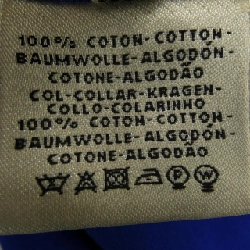 100% COTON-COTTON-
BAUMWOLLE-ALGODÓN-
COTONE-ALGODÃO
COL-COLLAR-KRAGEN-
COLLO-COLARINHO
100% COTON-COTTON-
BAUMWOLLE-ALGODÓN-
COTONE-ALGODÃO
P W